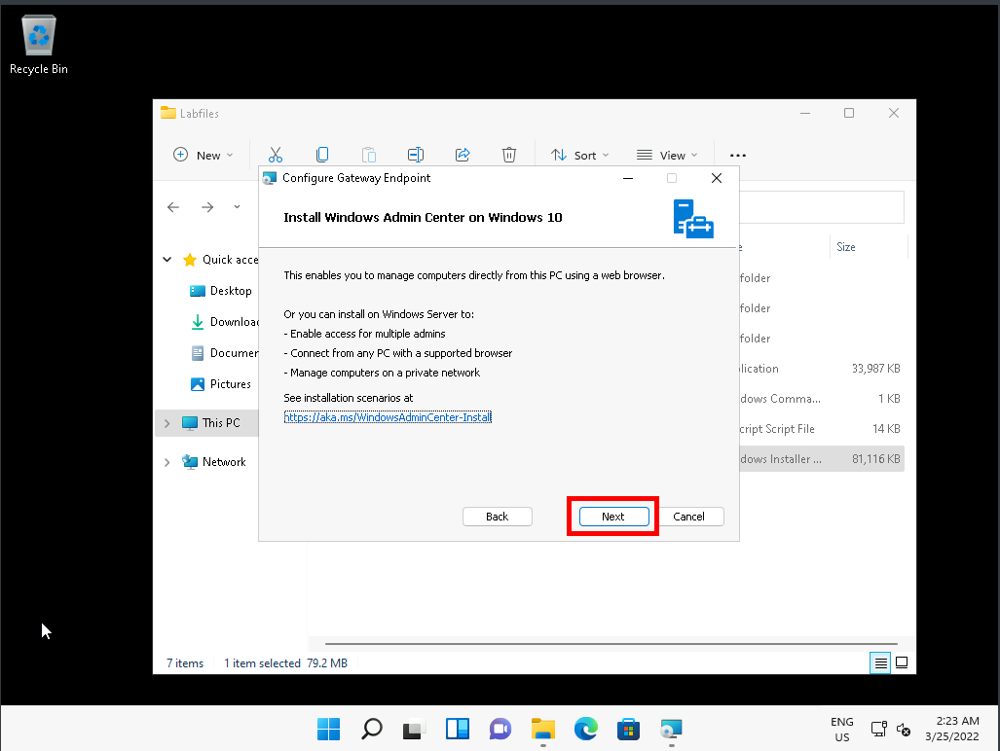 Recycle Bin
Labfiles
New
Sort
View
Configure Gateway Endpoint
Install Windows Admin Center on Windows 10
This enables you to manage computers directly from this PC using a web browser.
Or you can install on Windows Server to:
- Enable access for multiple admins
- Connect from any PC with a supported browser
- Manage computers on a private network
See installation scenarios at
https://aka.ms/WindowsAdminCenter-Install
Back
Next
Cancel
Quick acce
Desktop
Downloa
Documer
Pictures
This PC
Network
e
Size
folder
folder
folder
lication 33,987 KB
dows Comma... 1 KB
cript Script File 14 KB
dows Installer ... 81,116 KB
7 items 1 item selected 79.2 MB
ENG
US
2:23 AM
3/25/2022